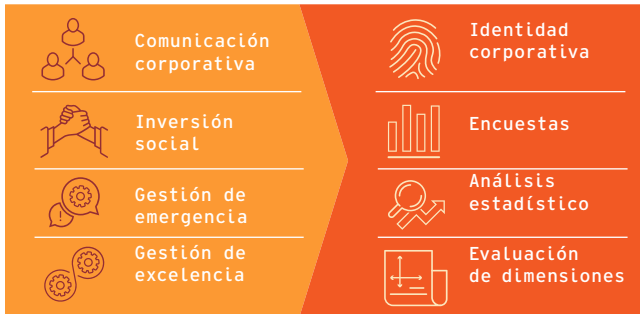 Comunicación
corporativa
Inversión
social
Gestión de
emergencia
Gestión de
excelencia
Identidad
corporativa
Encuestas
Análisis
estadístico
Evaluación
de dimensiones